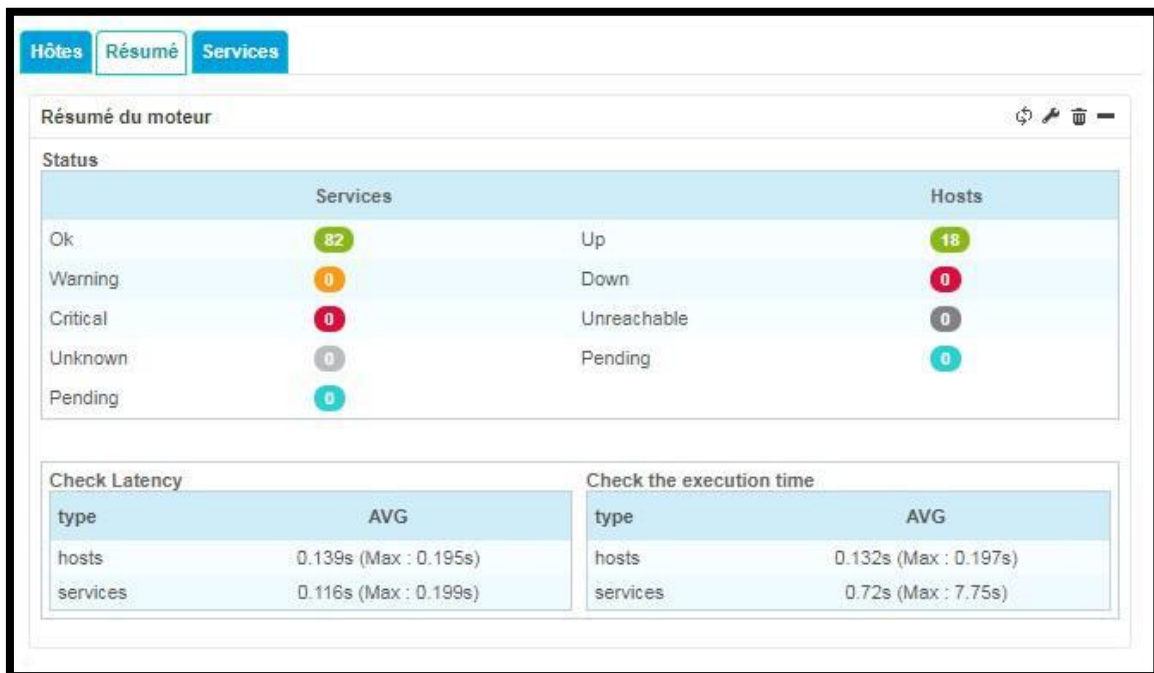 Hôtes Résumé Services
Résumé du moteur
Status
Services Hosts
Ok 82 Up 18
Warning 0 Down 0
Critical 0 Unreachable 0
Unknown 0 Pending 0
Pending 0
Check Latency Check the execution time
type AVG type AVG
hosts 0.139s (Max : 0.195s) hosts 0.132s (Max : 0.197s)
services 0.116s (Max : 0.199s) services 0.72s (Max : 7.75s)